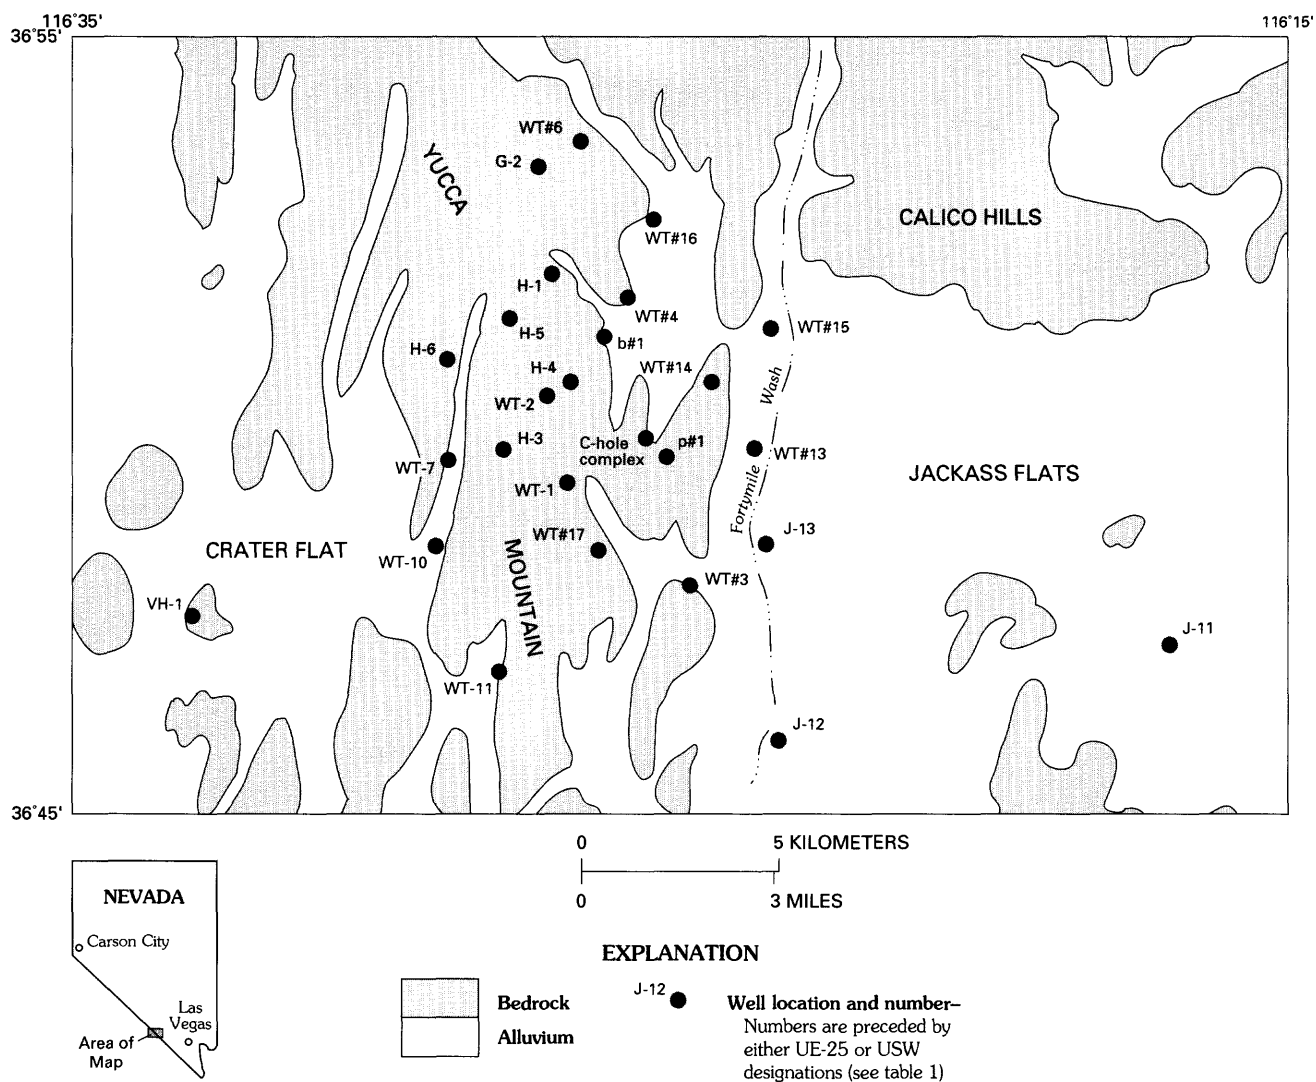 116°35'
116°15'
36°55'
WT#6
G-2
YUCCA
WT#16
CALICO HILLS
H-1
WT#4
H-5
b#1
WT#15
H-6
H-4
WT#14
WT-2
Wash
H-3
C-hole
complex
p#1
WT#13
WT-7
WT-1
JACKASS FLATS
Fortymile
WT#17
J-13
CRATER FLAT
WT-10
MOUNTAIN
WT#3
VH-1
J-11
WT-11
J-12
36°45'
0 5 KILOMETERS
0 3 MILES
NEVADA
Carson City
Las
Vegas
Area of
Map
EXPLANATION
Bedrock
Alluvium
J-12
Well location and number–
Numbers are preceded by
either UE-25 or USW
designations (see table 1)